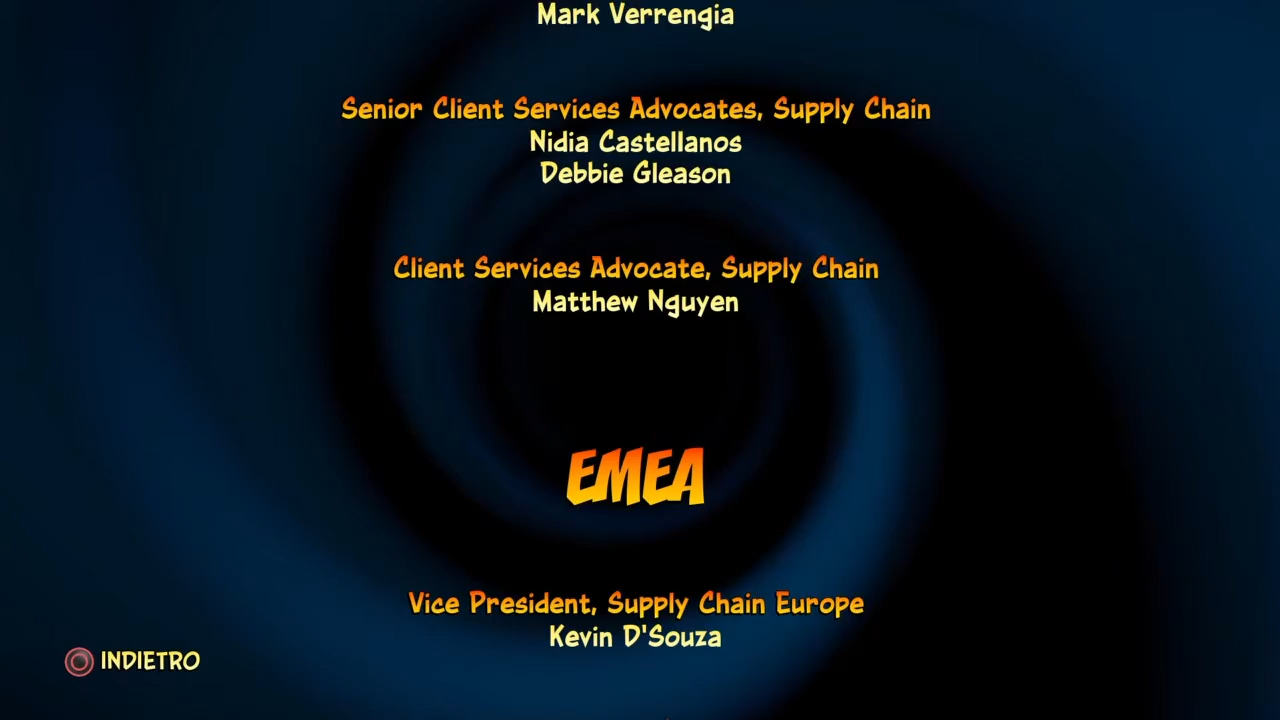 Mark Verrengia
Senior Client Services Advocates, Supply Chain
Nidia Castellanos
Debbie Gleason
Client Services Advocate, Supply Chain
Matthew Nguyen
EMEA
Vice President, Supply Chain Europe
Kevin D'Souza
INDIETRO